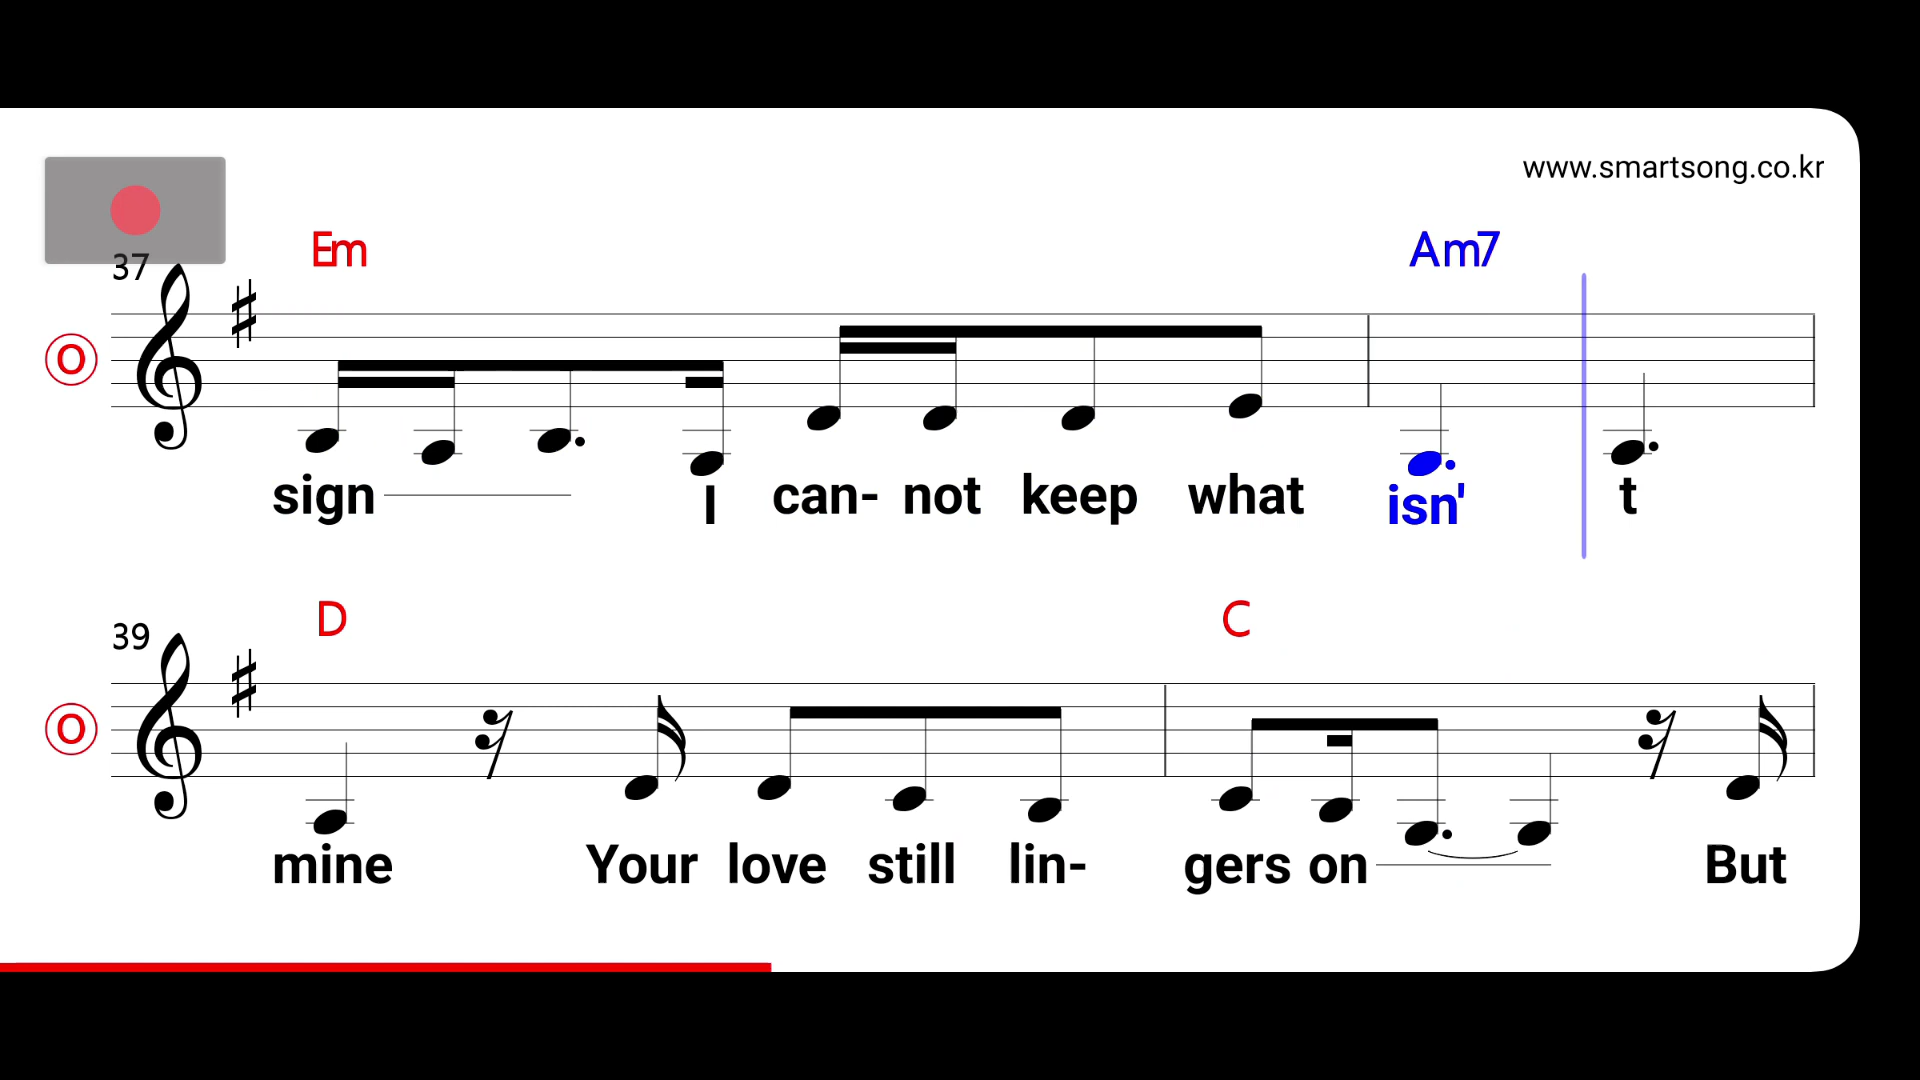 www.smartsong.co.kr
37
Em Am7
O
sign I can- not keep what isn' t
39
D C
O
mine Your love still lin- gers on But